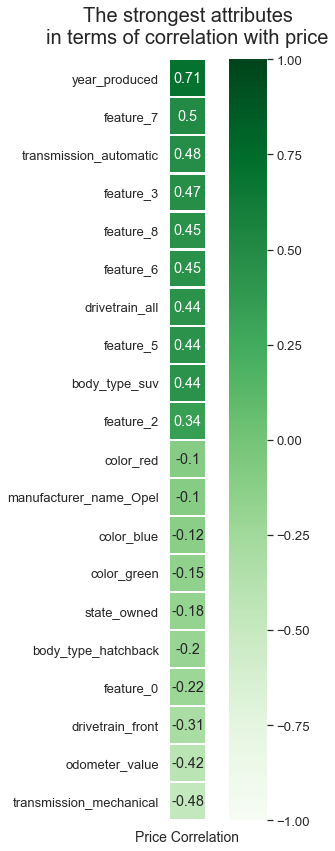 The strongest attributes
in terms of correlation with price
year_produced 0.71
feature_7 0.5
transmission_automatic 0.48
feature_3 0.47
feature_8 0.45
feature_6 0.45
drivetrain_all 0.44
feature_5 0.44
body_type_suv 0.44
feature_2 0.34
color_red -0.1
manufacturer_name_Opel -0.1
color_blue -0.12
color_green -0.15
state_owned -0.18
body_type_hatchback -0.2
feature_0 -0.22
drivetrain_front -0.31
odometer_value -0.42
transmission_mechanical -0.48
Price Correlation
1.00
0.75
0.50
0.25
0.00
−0.25
−0.50
−0.75
−1.00